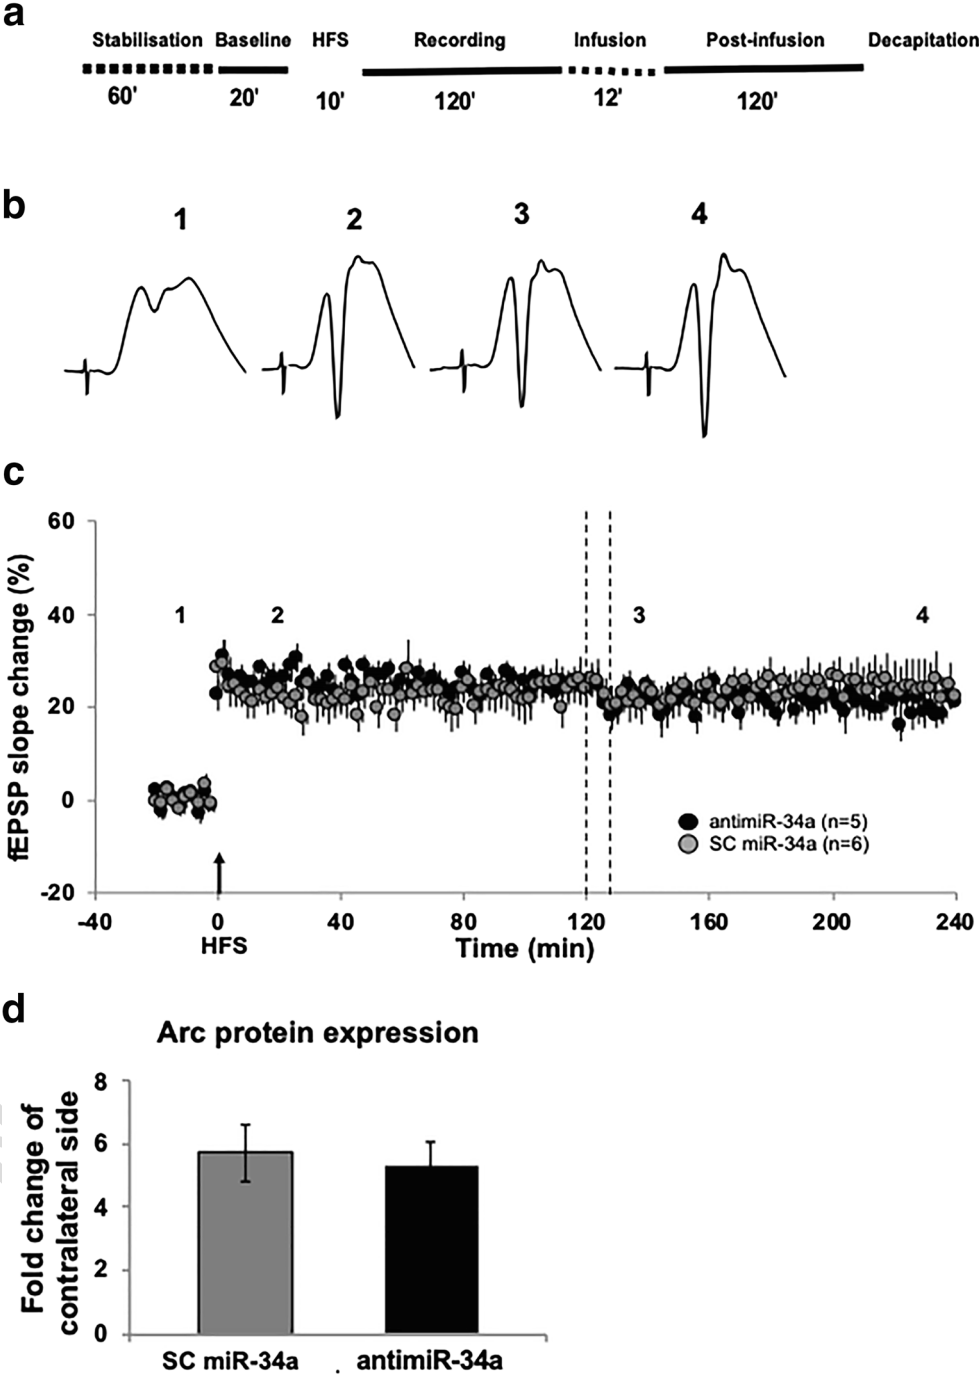 a
Stabilisation Baseline HFS Recording Infusion Post-infusion Decapitation
60' 20' 10' 120' 12' 120'
b
1 2 3 4
c
fEPSP slope change (%)
60
40
20
0
-20
1 2 3 4
antimiR-34a (n=5)
SC miR-34a (n=6)
-40 0 40 80 120 160 200 240
HFS
Time (min)
d
Arc protein expression
Fold change of
contralateral side
8
6
4
2
0
SC miR-34a . antimiR-34a